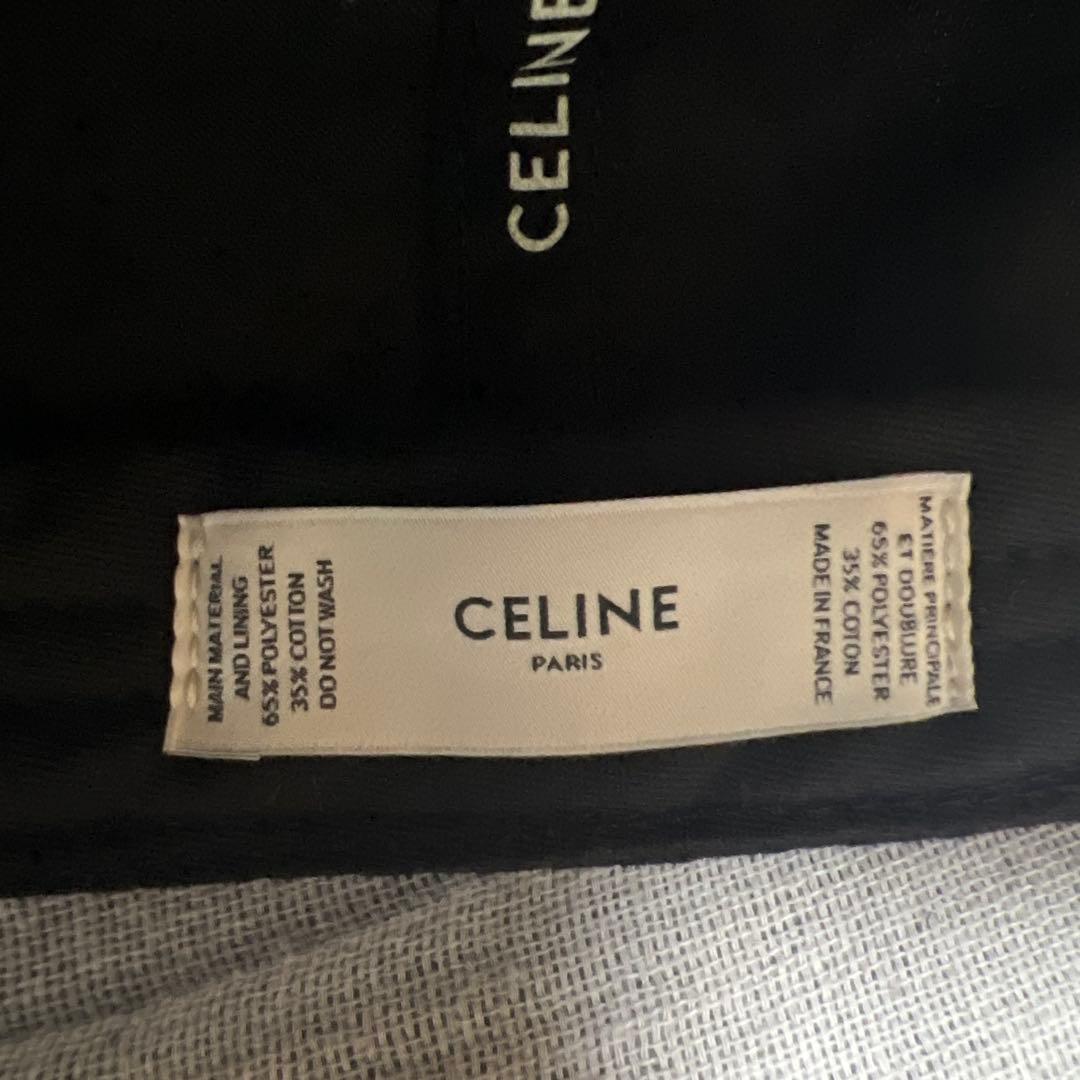 CELINE
MAIN MATERIAL
AND LINING
65% POLYESTER
35% COTTON
DO NOT WASH
CELINE
PARIS
MATIERE PRINCIPALE
ET DOUBLURE
65% POLYESTER
35% COTON
MADE IN FRANCE